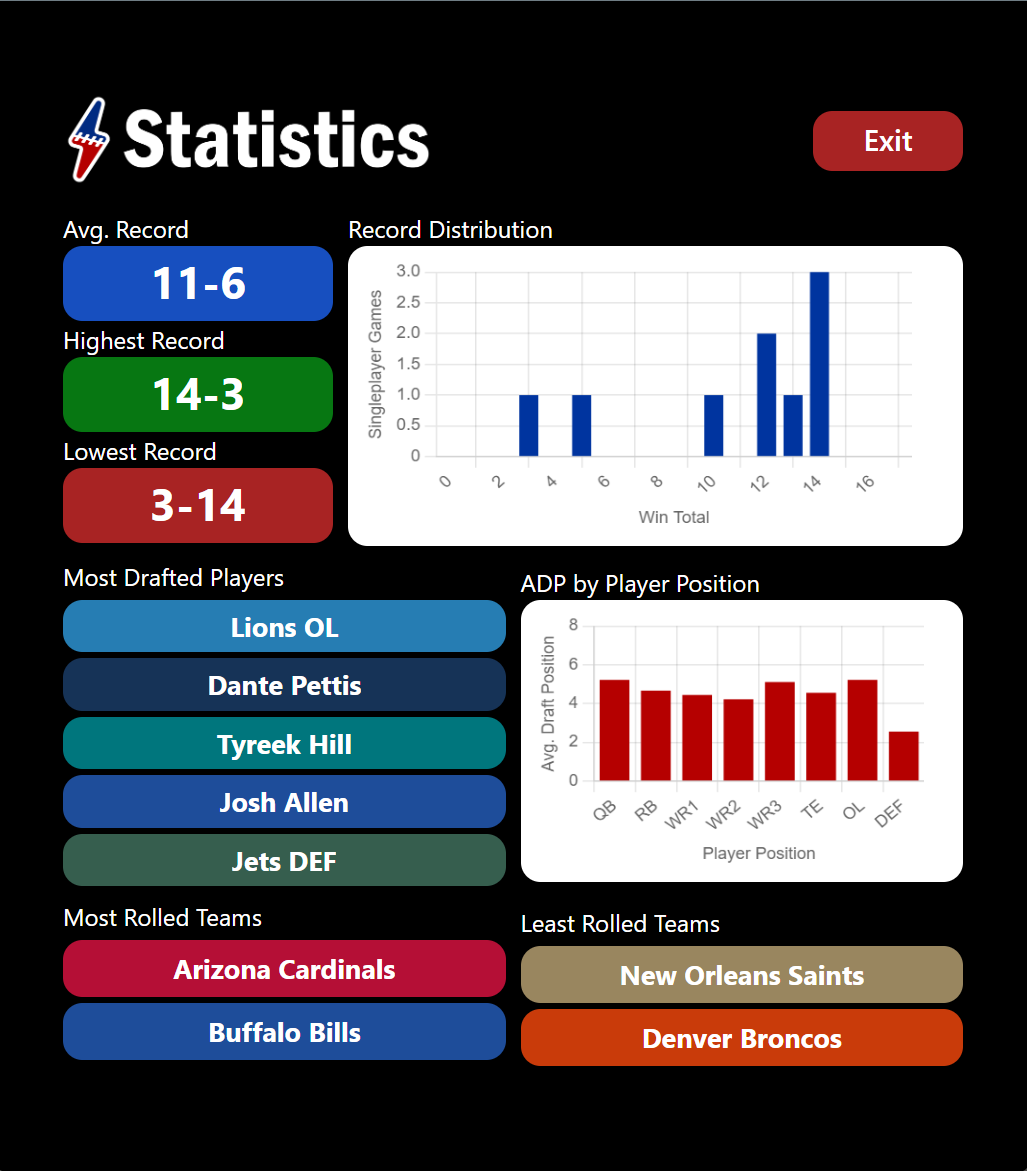 Statistics
Exit
Avg. Record
11-6
Highest Record
14-3
Lowest Record
3-14
Record Distribution
Singleplayer Games
3.0
2.5
2.0
1.5
1.0
0.5
0
0 2 4 6 8 10 12 14 16
Win Total
Most Drafted Players
Lions OL
Dante Pettis
Tyreek Hill
Josh Allen
Jets DEF
ADP by Player Position
Avg. Draft Position
8
6
4
2
0
QB RB WR1 WR2 WR3 TE OL DEF
Player Position
Most Rolled Teams
Arizona Cardinals
Buffalo Bills
Least Rolled Teams
New Orleans Saints
Denver Broncos